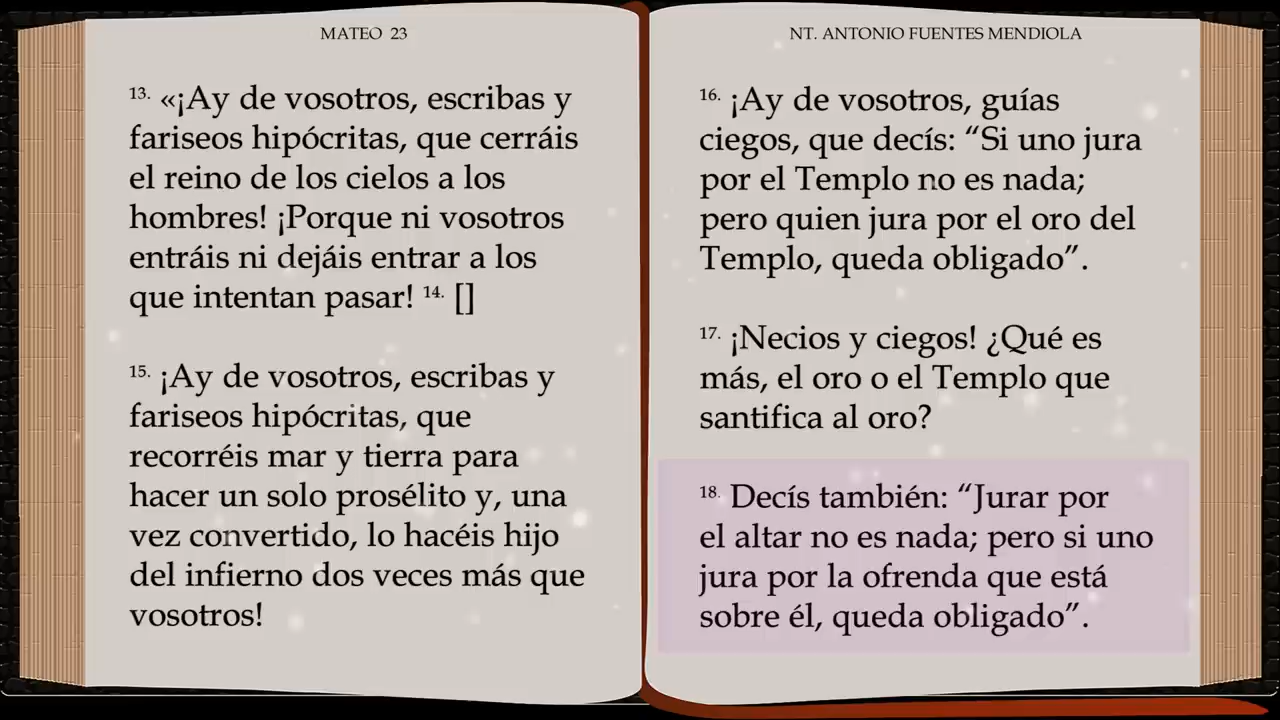 MATEO 23
13. «¡Ay de vosotros, escribas y
fariseos hipócritas, que cerráis
el reino de los cielos a los
hombres! ¡Porque ni vosotros
entráis ni dejáis entrar a los
que intentan pasar! 14. []
15. ¡Ay de vosotros, escribas y
fariseos hipócritas, que
recorréis mar y tierra para
hacer un solo prosélito y, una
vez convertido, lo hacéis hijo
del infierno dos veces más que
vosotros!
NT. ANTONIO FUENTES MENDIOLA
16. ¡Ay de vosotros, guías
ciegos, que decís: “Si uno jura
por el Templo no es nada;
pero quien jura por el oro del
Templo, queda obligado”.
17. ¡Necios y ciegos! ¿Qué es
más, el oro o el Templo que
santifica al oro?
18. Decís también: “Jurar por
el altar no es nada; pero si uno
jura por la ofrenda que está
sobre él, queda obligado”.